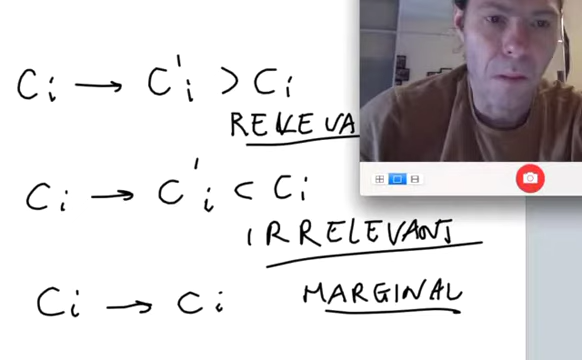 Ci → C'i > Ci
RELEVA
Ci → C'i < Ci
IRRELEVANT
Ci → Ci MARGINAL